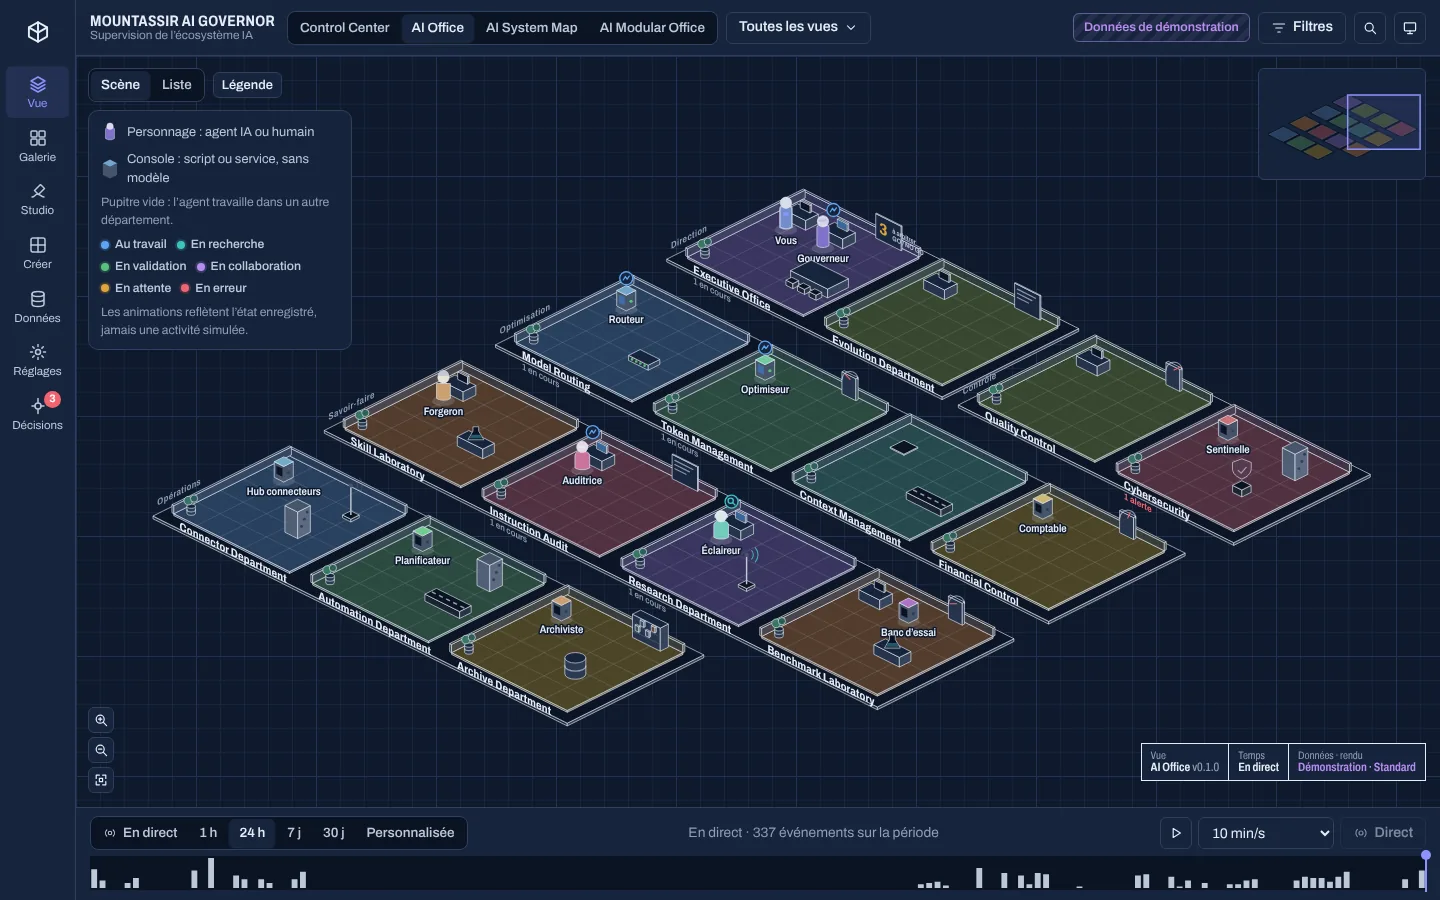 MOUNTASSIR AI GOVERNOR
Supervision de l'écosystème IA
Control Center
AI Office
AI System Map
AI Modular Office
Toutes les vues
Données de démonstration
Filtres
Vue
Galerie
Studio
Créer
Données
Réglages
3
Décisions
Scène
Liste
Légende
Personnage : agent IA ou humain
Console : script ou service, sans
modèle
Pupitre vide : l'agent travaille dans un autre
département.
Au travail
En recherche
En validation
En collaboration
En attente
En erreur
Les animations reflètent l'état enregistré,
jamais une activité simulée.
Direction
Vous
Gouverneur
3
Executive Office
1 en cours
Evolution Department
Optimisation
Routeur
Model Routing
1 en cours
Optimiseur
Token Management
1 en cours
Context Management
Contrôle
Quality Control
Sentinelle
Cybersecurity
1 alerte
Savoir-faire
Forgeron
Skill Laboratory
Auditrice
Instruction Audit
1 en cours
Éclaireur
Research Department
1 en cours
Comptable
Financial Control
Banc d'essai
Benchmark Laboratory
Opérations
Hub connecteurs
Connector Department
Planificateur
Automation Department
Archiviste
Archive Department
Vue
AI Office v0.1.0
Temps
En direct
Données · rendu
Démonstration · Standard
En direct
1 h
24 h
7 j
30 j
Personnalisée
En direct · 337 événements sur la période
10 min/s
Direct